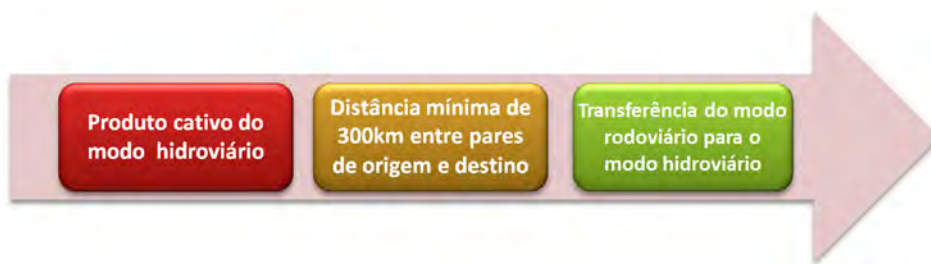 Produto cativo do
modo hidroviário
Distância mínima de
300km entre pares
de origem e destino
Transferência do modo
rodoviário para o
modo hidroviário